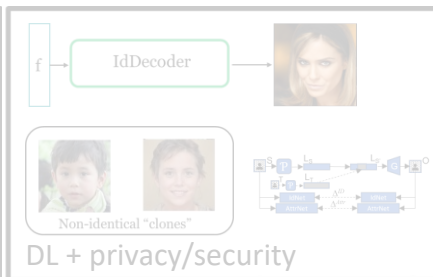 f
IdDecoder
Non-identical "clones"
DL + privacy/security